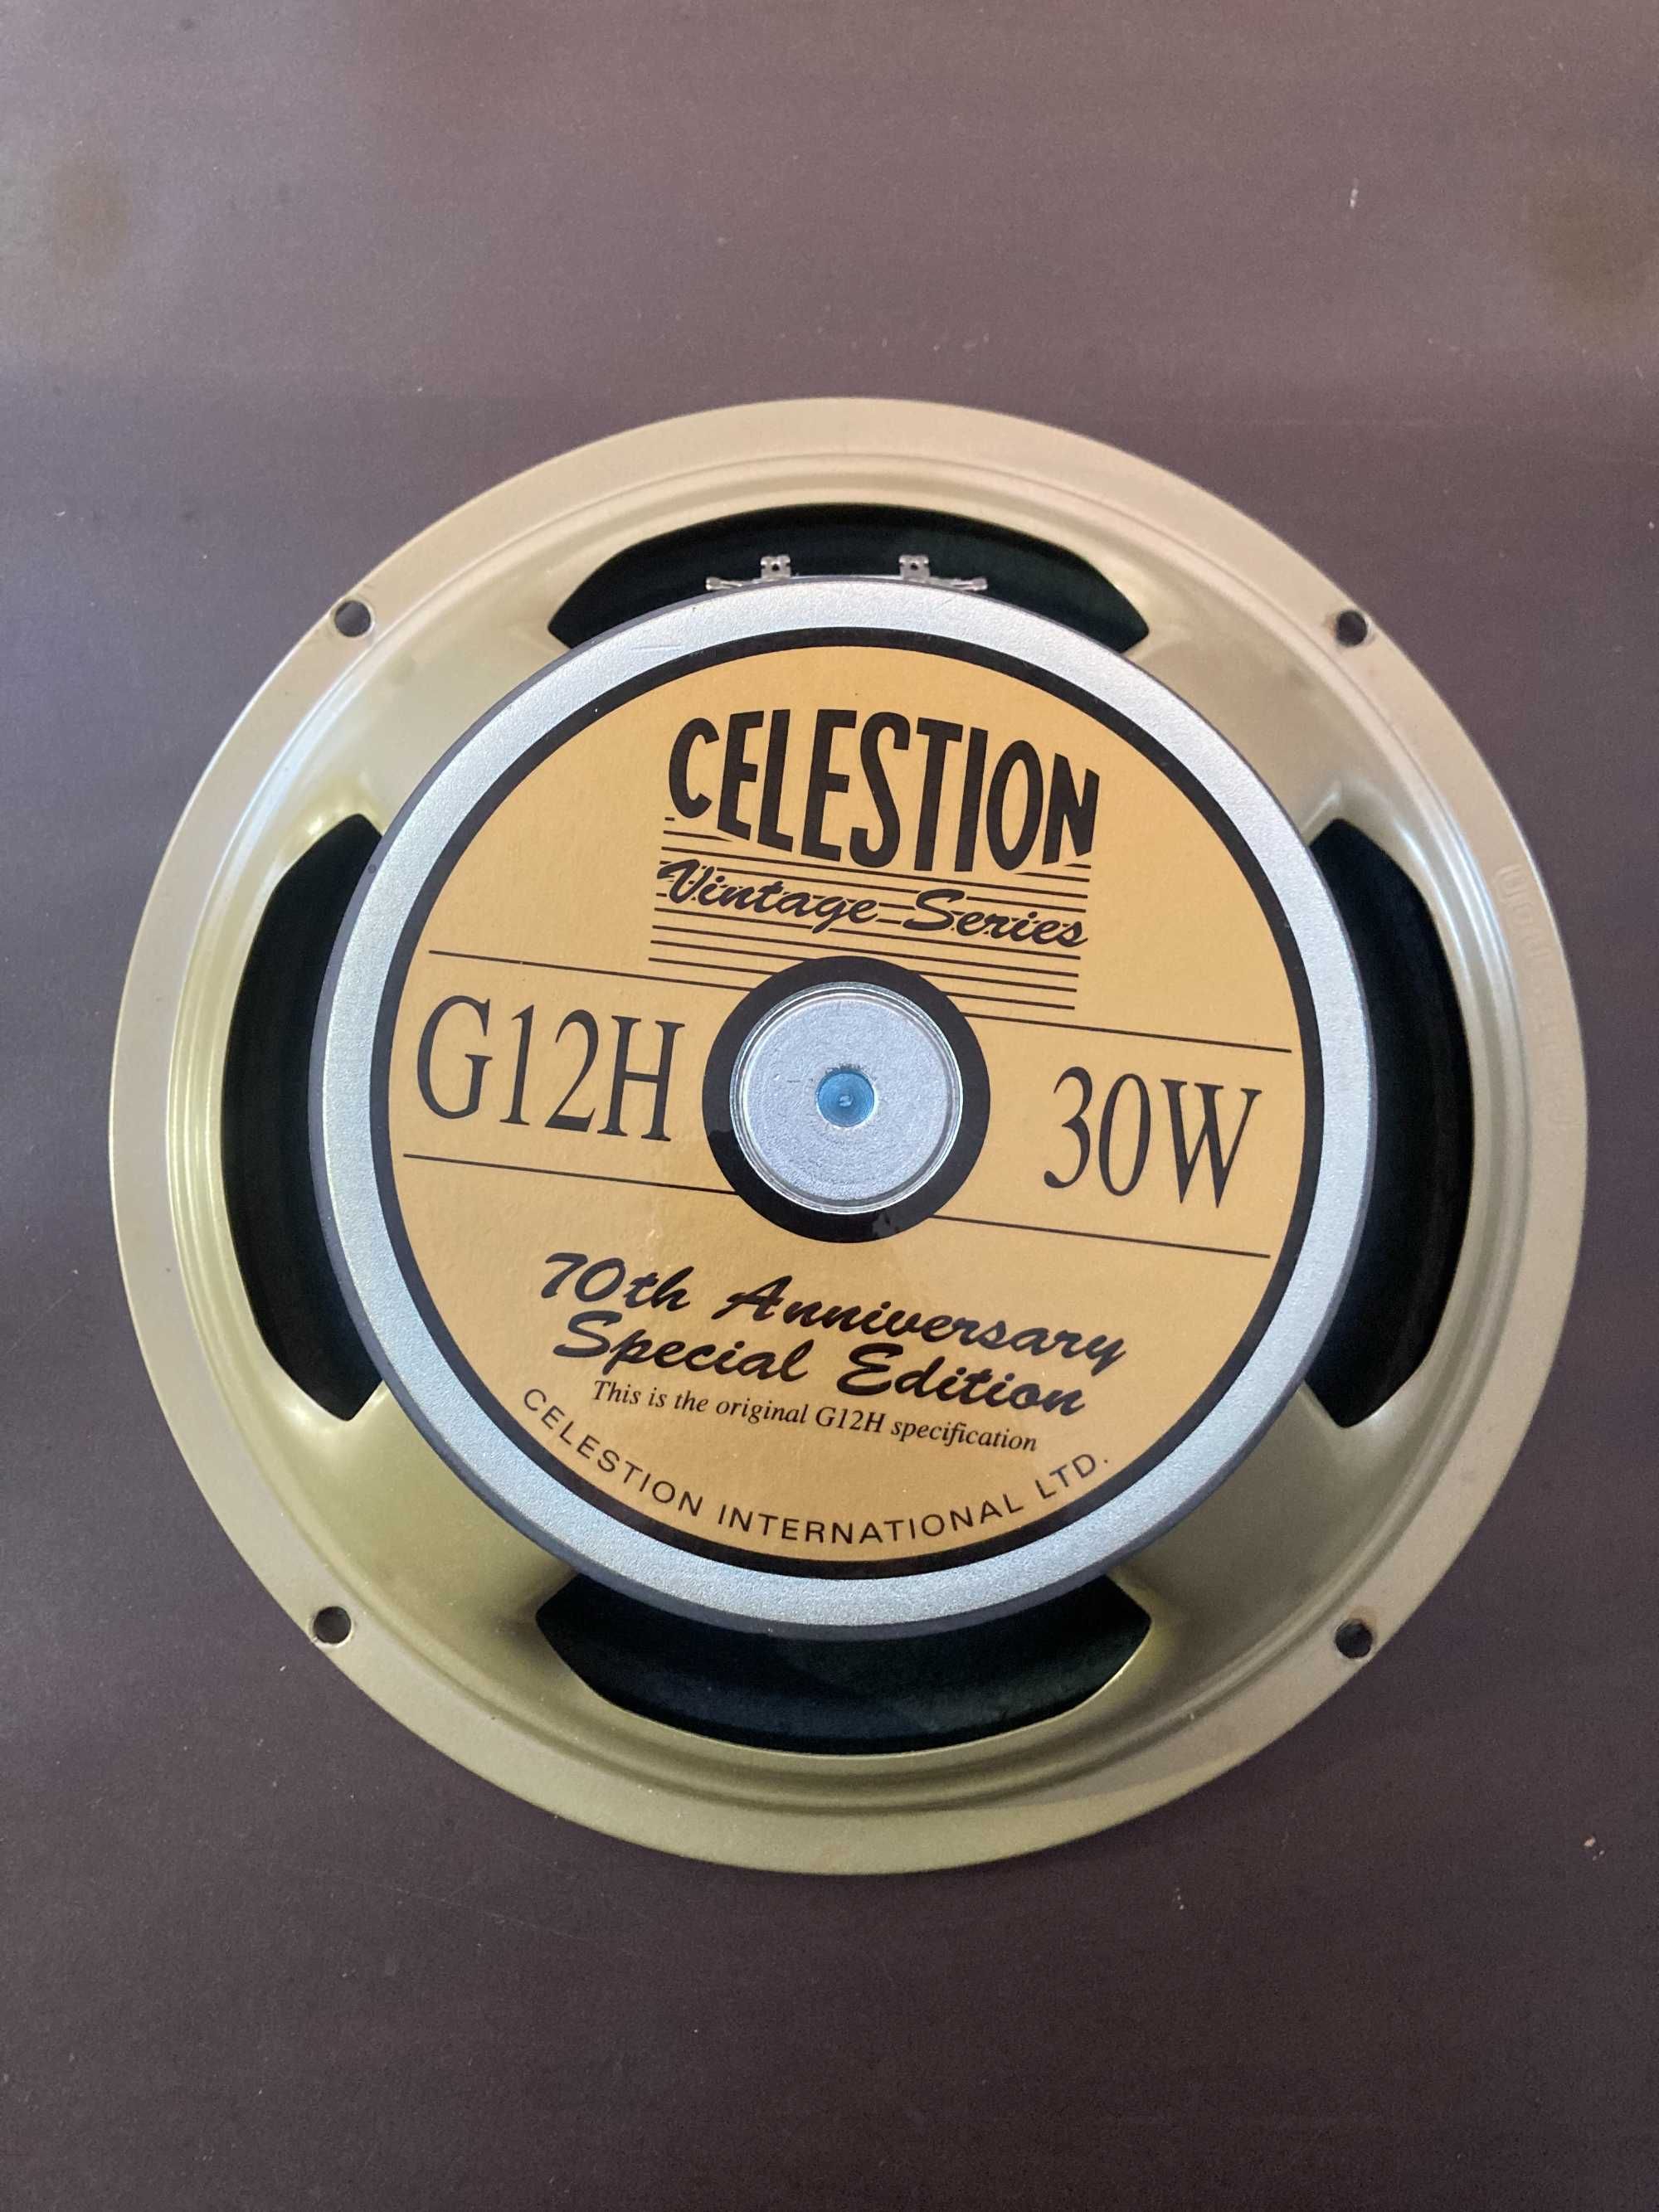 CELESTION
Vintage Series
G12H 30W
70th Anniversary
Special Edition
This is the original G12H specification
CELESTION INTERNATIONAL LTD.